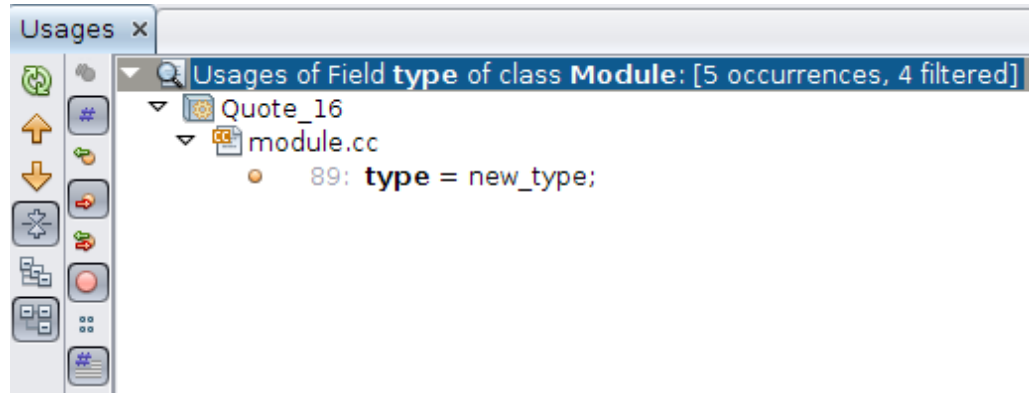 Usages
Usages of Field type of class Module: [5 occurrences, 4 filtered]
Quote_16
module.cc
89: type = new_type;